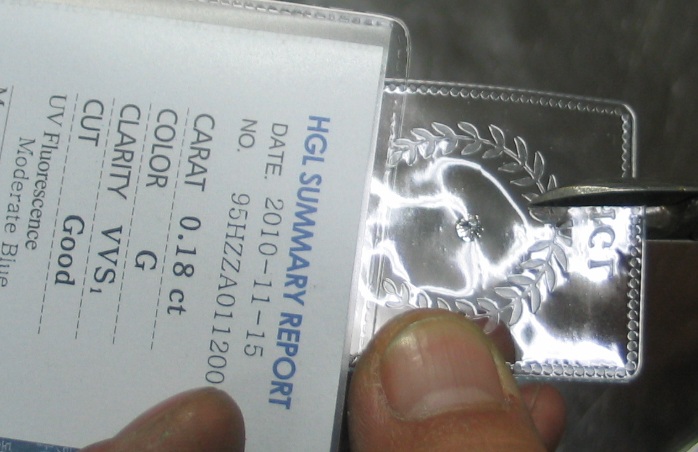 HGL SUMMARY REPORT
DATE. 2010-11-15
NO. 95HZZA011200
CARAT 0.18 ct
COLOR G
CLARITY VVS1
CUT Good
UV Fluorescence
Moderate Blue